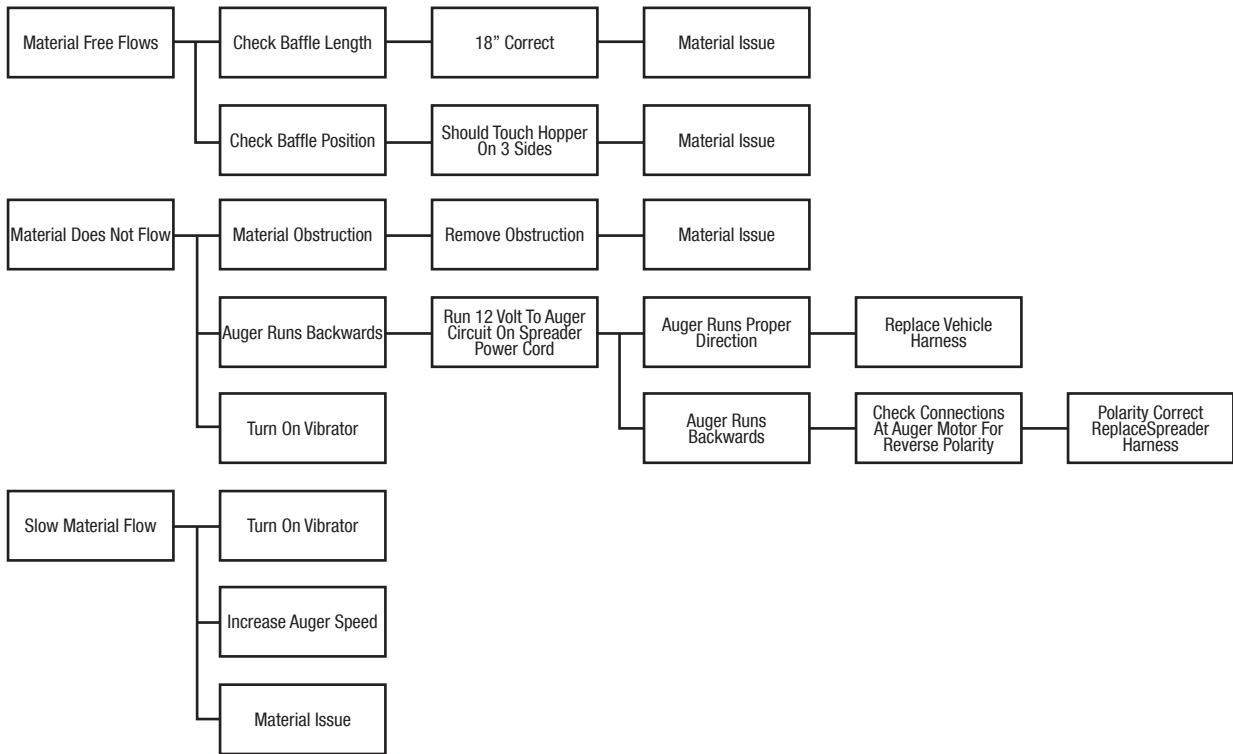 Material Free Flows
Check Baffle Length
18” Correct
Material Issue
Check Baffle Position
Should Touch Hopper
On 3 Sides
Material Issue
Material Does Not Flow
Material Obstruction
Remove Obstruction
Material Issue
Auger Runs Backwards
Run 12 Volt To Auger
Circuit On Spreader
Power Cord
Auger Runs Proper
Direction
Replace Vehicle
Harness
Turn On Vibrator
Auger Runs
Backwards
Check Connections
At Auger Motor For
Reverse Polarity
Polarity Correct
ReplaceSpreader
Harness
Slow Material Flow
Turn On Vibrator
Increase Auger Speed
Material Issue